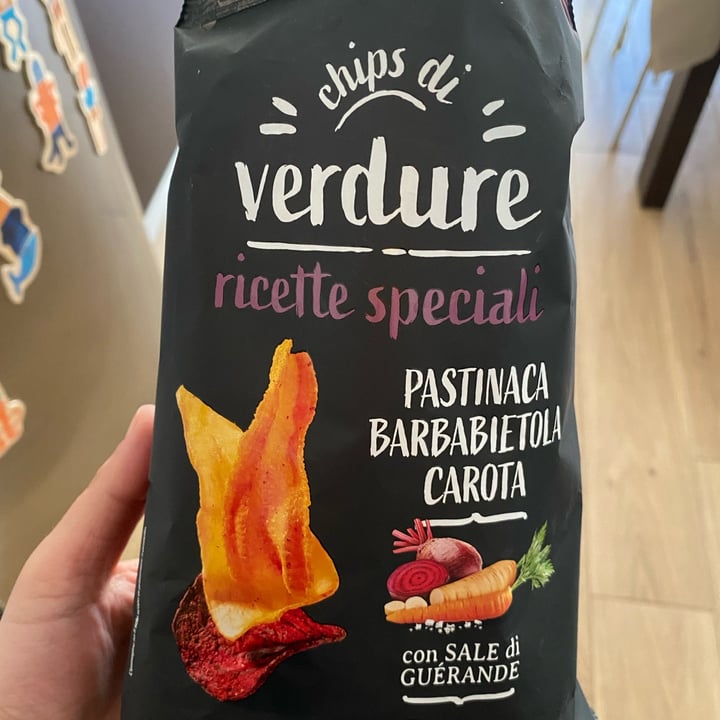 chips di
verdure
ricette speciali
PASTINACA
BARBABIETOLA
CAROTA
con SALE di
GUÉRANDE